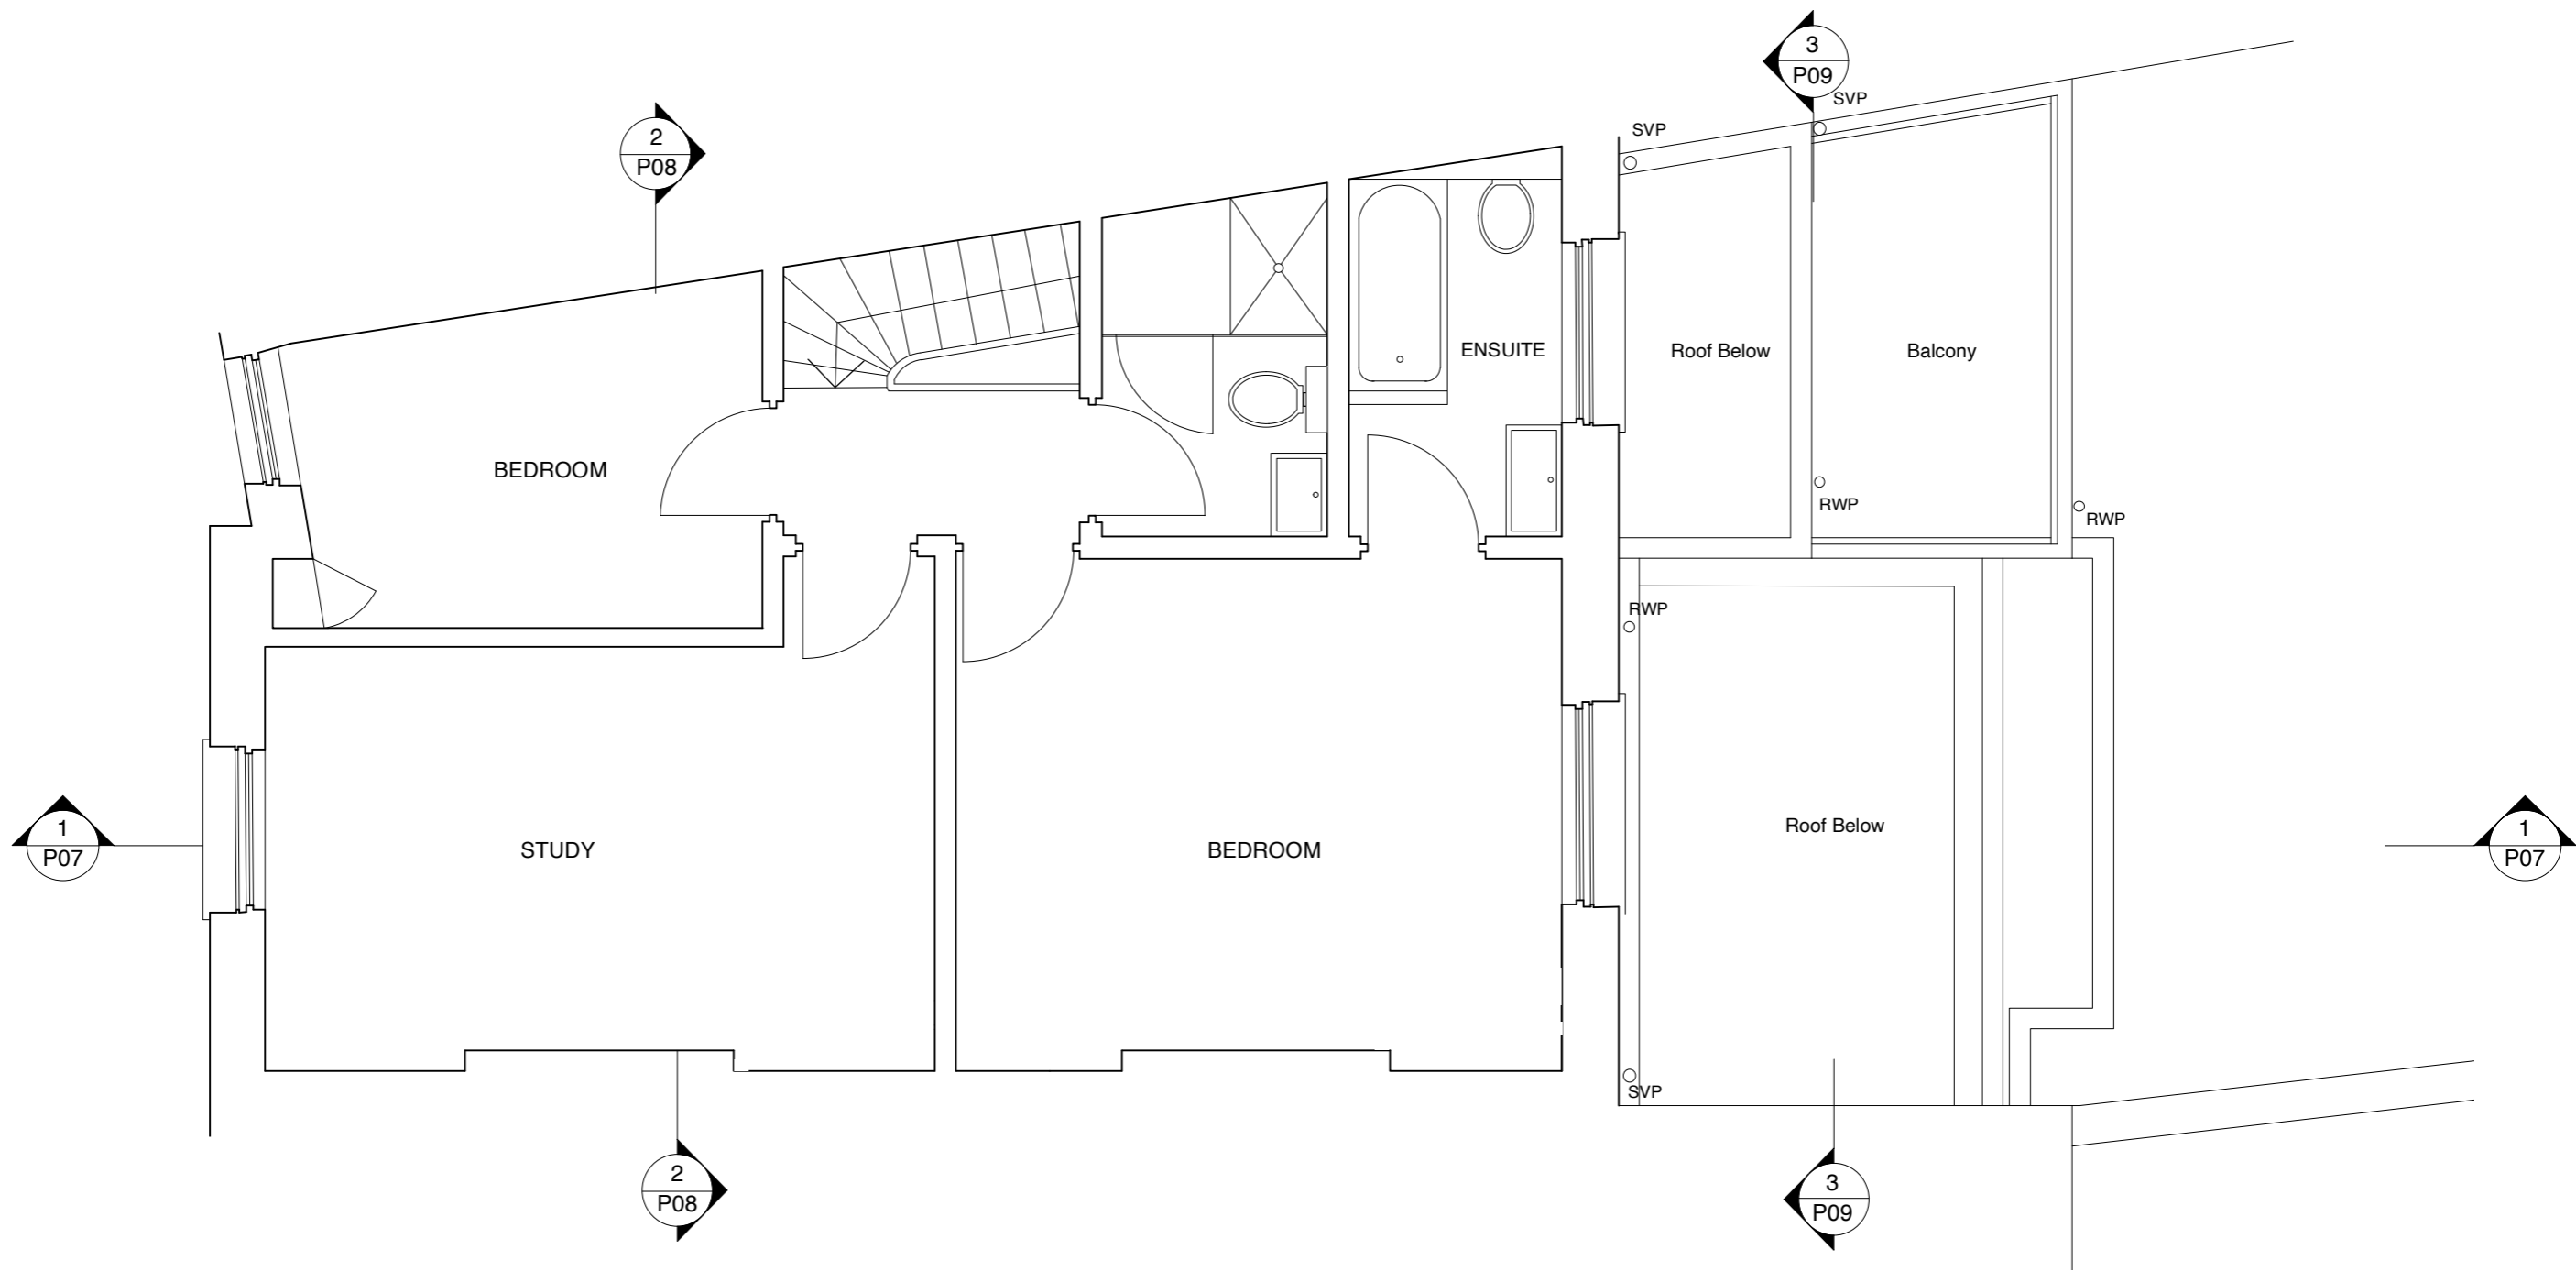 3
P09
SVP
SVP
2
P08
ENSUITE
Roof Below
Balcony
BEDROOM
RWP
RWP
RWP
1
P07
STUDY
BEDROOM
Roof Below
1
P07
SVP
2
P08
3
P09